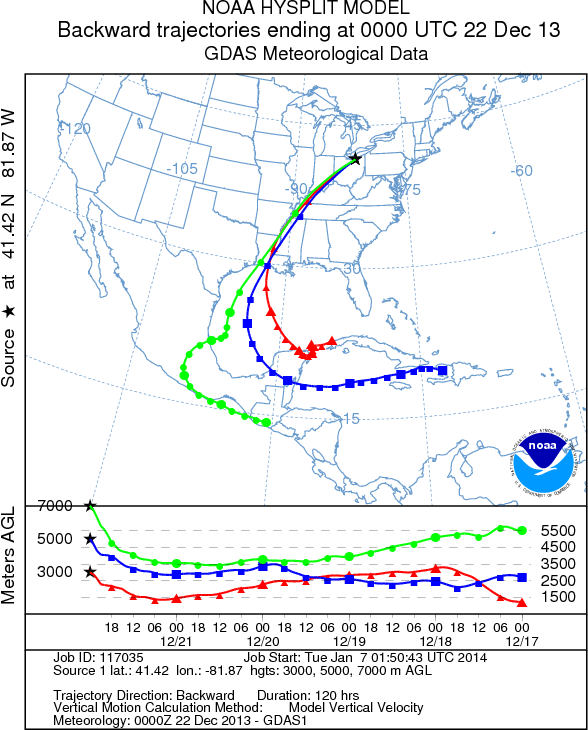 NOAA HYSPLIT MODEL
Backward trajectories ending at 0000 UTC 22 Dec 13
GDAS Meteorological Data
Source ★ at 41.42 N 81.87 W
-120
-105
-90
-75
-60
45
30
15
noaa
Meters AGL
7000
5000
3000
5500
4500
3500
2500
1500
18 12 06 00 18 12 06 00 18 12 06 00 18 12 06 00 18 12 06 00
12/21 12/20 12/19 12/18 12/17
Job ID: 117035 Job Start: Tue Jan 7 01:50:43 UTC 2014
Source 1 lat.: 41.42 lon.: -81.87 hgts: 3000, 5000, 7000 m AGL
Trajectory Direction: Backward Duration: 120 hrs
Vertical Motion Calculation Method: Model Vertical Velocity
Meteorology: 0000Z 22 Dec 2013 - GDAS1